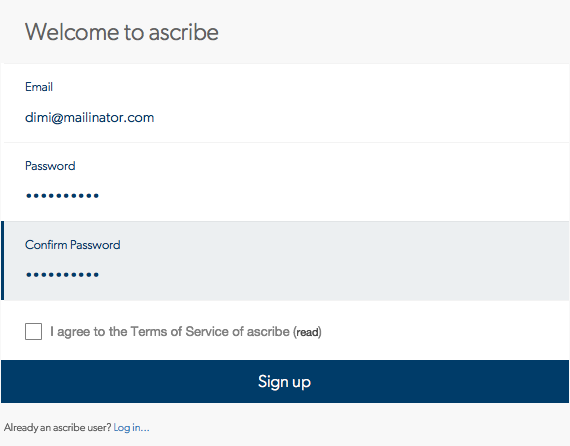 Welcome to ascribe
Email
dimi@mailinator.com
Password
••••••••••
Confirm Password
••••••••••
I agree to the Terms of Service of ascribe (read)
Sign up
Already an ascribe user? Log in...